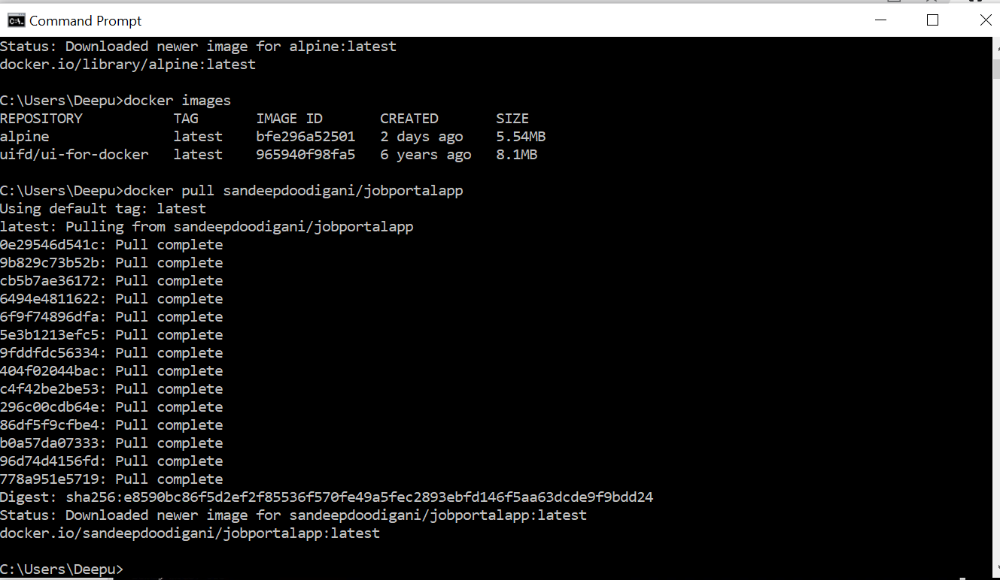 Command Prompt
Status: Downloaded newer image for alpine:latest
docker.io/library/alpine:latest
C:\Users\Deepu>docker images
REPOSITORY TAG IMAGE ID CREATED SIZE
alpine latest bfe296a52501 2 days ago 5.54MB
uifd/ui-for-docker latest 965940f98fa5 6 years ago 8.1MB
C:\Users\Deepu>docker pull sandeepdoodigani/jobportalapp
Using default tag: latest
latest: Pulling from sandeepdoodigani/jobportalapp
0e29546d541c: Pull complete
9b829c73b52b: Pull complete
cb5b7ae36172: Pull complete
6494e4811622: Pull complete
6f9f74896dfa: Pull complete
5e3b1213efc5: Pull complete
9fddfdc56334: Pull complete
404f02044bac: Pull complete
c4f42be2be53: Pull complete
296c00cdb64e: Pull complete
86df5f9cfbe4: Pull complete
b0a57da07333: Pull complete
96d74d4156fd: Pull complete
778a951e5719: Pull complete
Digest: sha256:e8590bc86f5d2ef2f85536f570fe49a5fec2893ebfd146f5aa63dcde9f9bdd24
Status: Downloaded newer image for sandeepdoodigani/jobportalapp:latest
docker.io/sandeepdoodigani/jobportalapp:latest
C:\Users\Deepu>